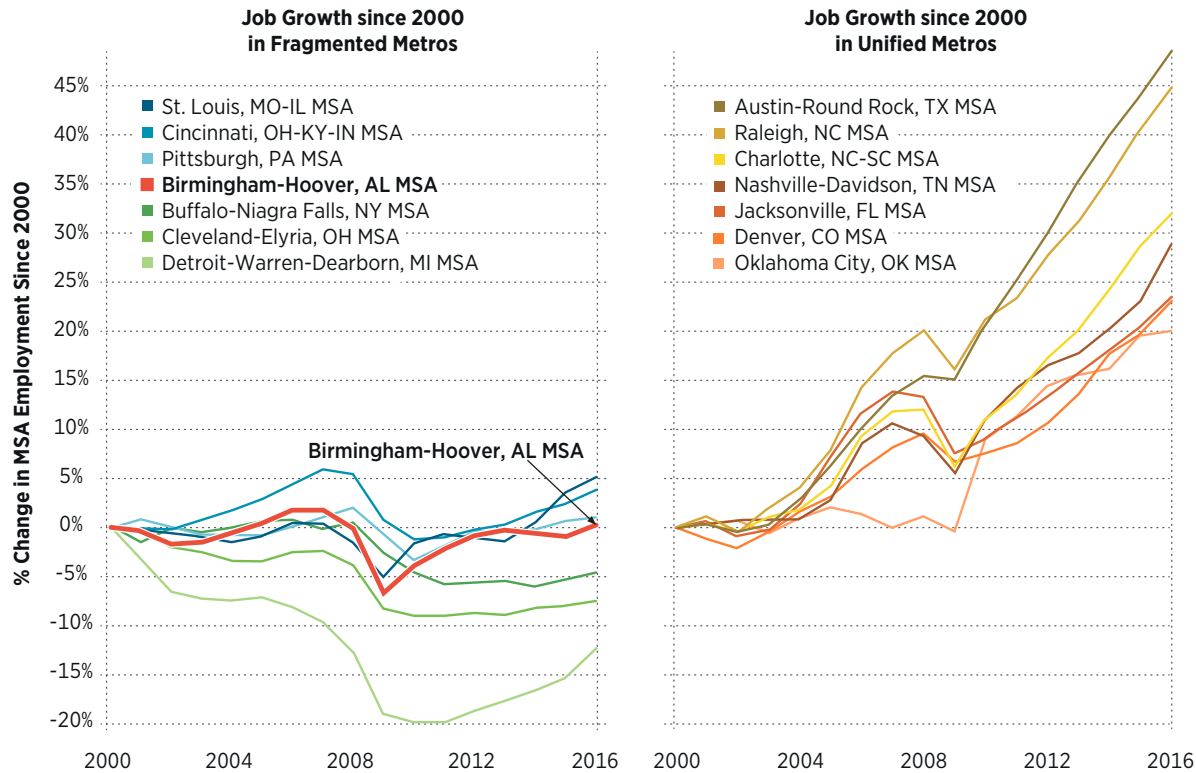 Job Growth since 2000
in Fragmented Metros
Job Growth since 2000
in Unified Metros
% Change in MSA Employment Since 2000
45%
40%
35%
30%
25%
20%
15%
10%
5%
0%
-5%
-10%
-15%
-20%
St. Louis, MO-IL MSA
Cincinnati, OH-KY-IN MSA
Pittsburgh, PA MSA
Birmingham-Hoover, AL MSA
Buffalo-Niagra Falls, NY MSA
Cleveland-Elyria, OH MSA
Detroit-Warren-Dearborn, MI MSA
Birmingham-Hoover, AL MSA
2000 2004 2008 2012 2016
Austin-Round Rock, TX MSA
Raleigh, NC MSA
Charlotte, NC-SC MSA
Nashville-Davidson, TN MSA
Jacksonville, FL MSA
Denver, CO MSA
Oklahoma City, OK MSA
2000 2004 2008 2012 2016